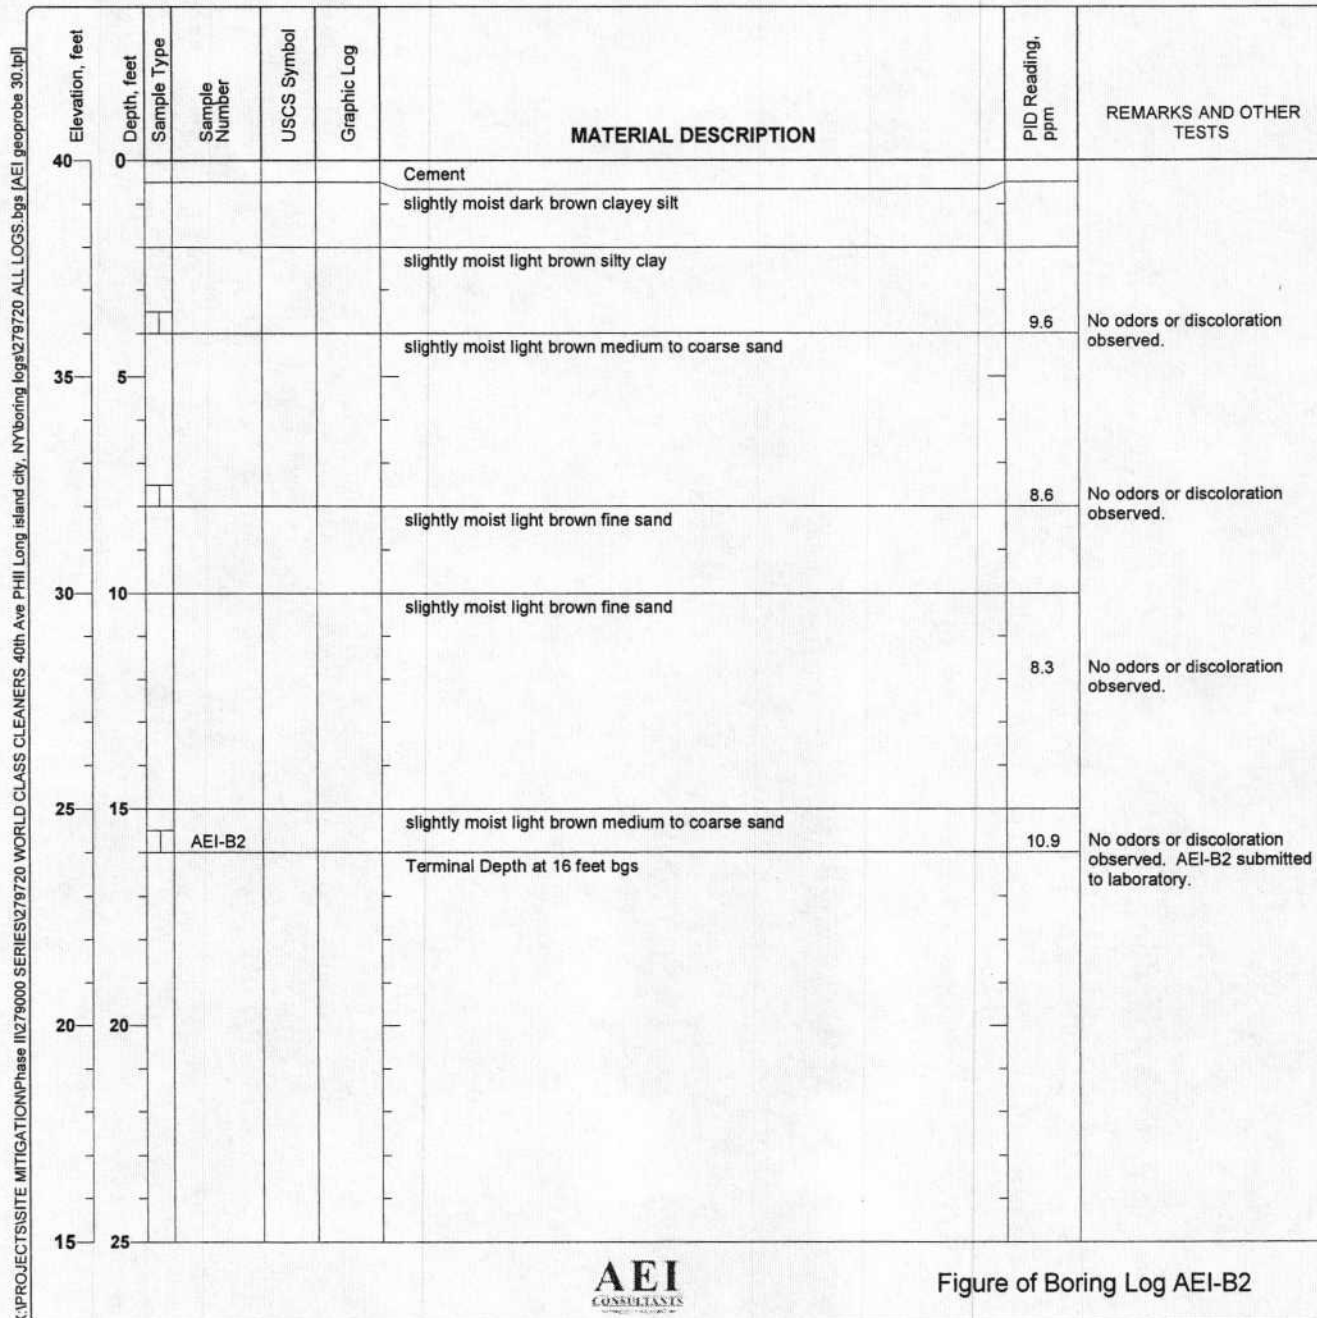 X:\PROJECTS\SITE MITIGATION\Phase II\279000 SERIES\279720 WORLD CLASS CLEANERS 40th Ave PHII Long island city, NY\boring logs\279720 ALL LOGS.bgs [AEI geoprobe 30.tpl]
Elevation, feet
Depth, feet
Sample Type
Sample
Number
USCS Symbol
Graphic Log
MATERIAL DESCRIPTION
PID Reading,
ppm
REMARKS AND OTHER
TESTS
40 0
Cement
slightly moist dark brown clayey silt
slightly moist light brown silty clay
9.6 No odors or discoloration
observed.
slightly moist light brown medium to coarse sand
35 5
8.6 No odors or discoloration
observed.
slightly moist light brown fine sand
30 10
slightly moist light brown fine sand
8.3 No odors or discoloration
observed.
25 15
slightly moist light brown medium to coarse sand
AEI-B2 10.9 No odors or discoloration
observed. AEI-B2 submitted
to laboratory.
Terminal Depth at 16 feet bgs
20 20
15 25
AEI
CONSULTANTS
Figure of Boring Log AEI-B2